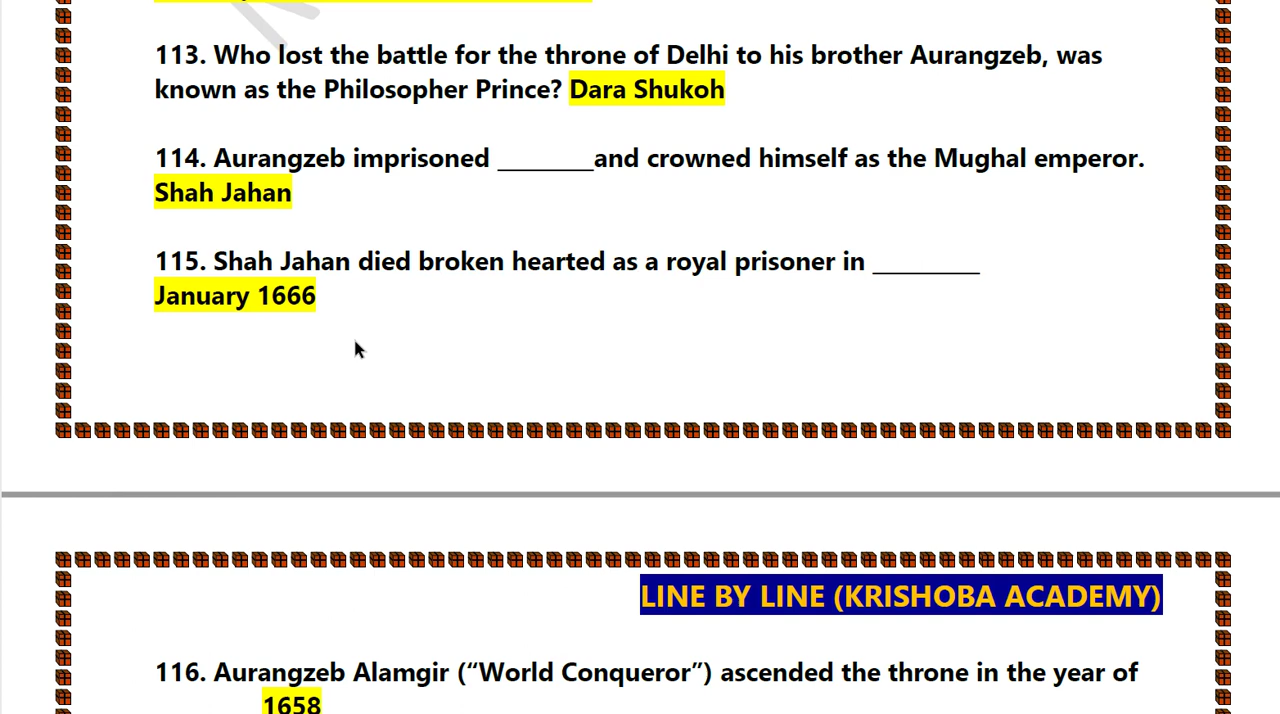 113. Who lost the battle for the throne of Delhi to his brother Aurangzeb, was
known as the Philosopher Prince? Dara Shukoh
114. Aurangzeb imprisoned ________and crowned himself as the Mughal emperor.
Shah Jahan
115. Shah Jahan died broken hearted as a royal prisoner in _________
January 1666
LINE BY LINE (KRISHOBA ACADEMY)
116. Aurangzeb Alamgir (“World Conqueror”) ascended the throne in the year of
1658